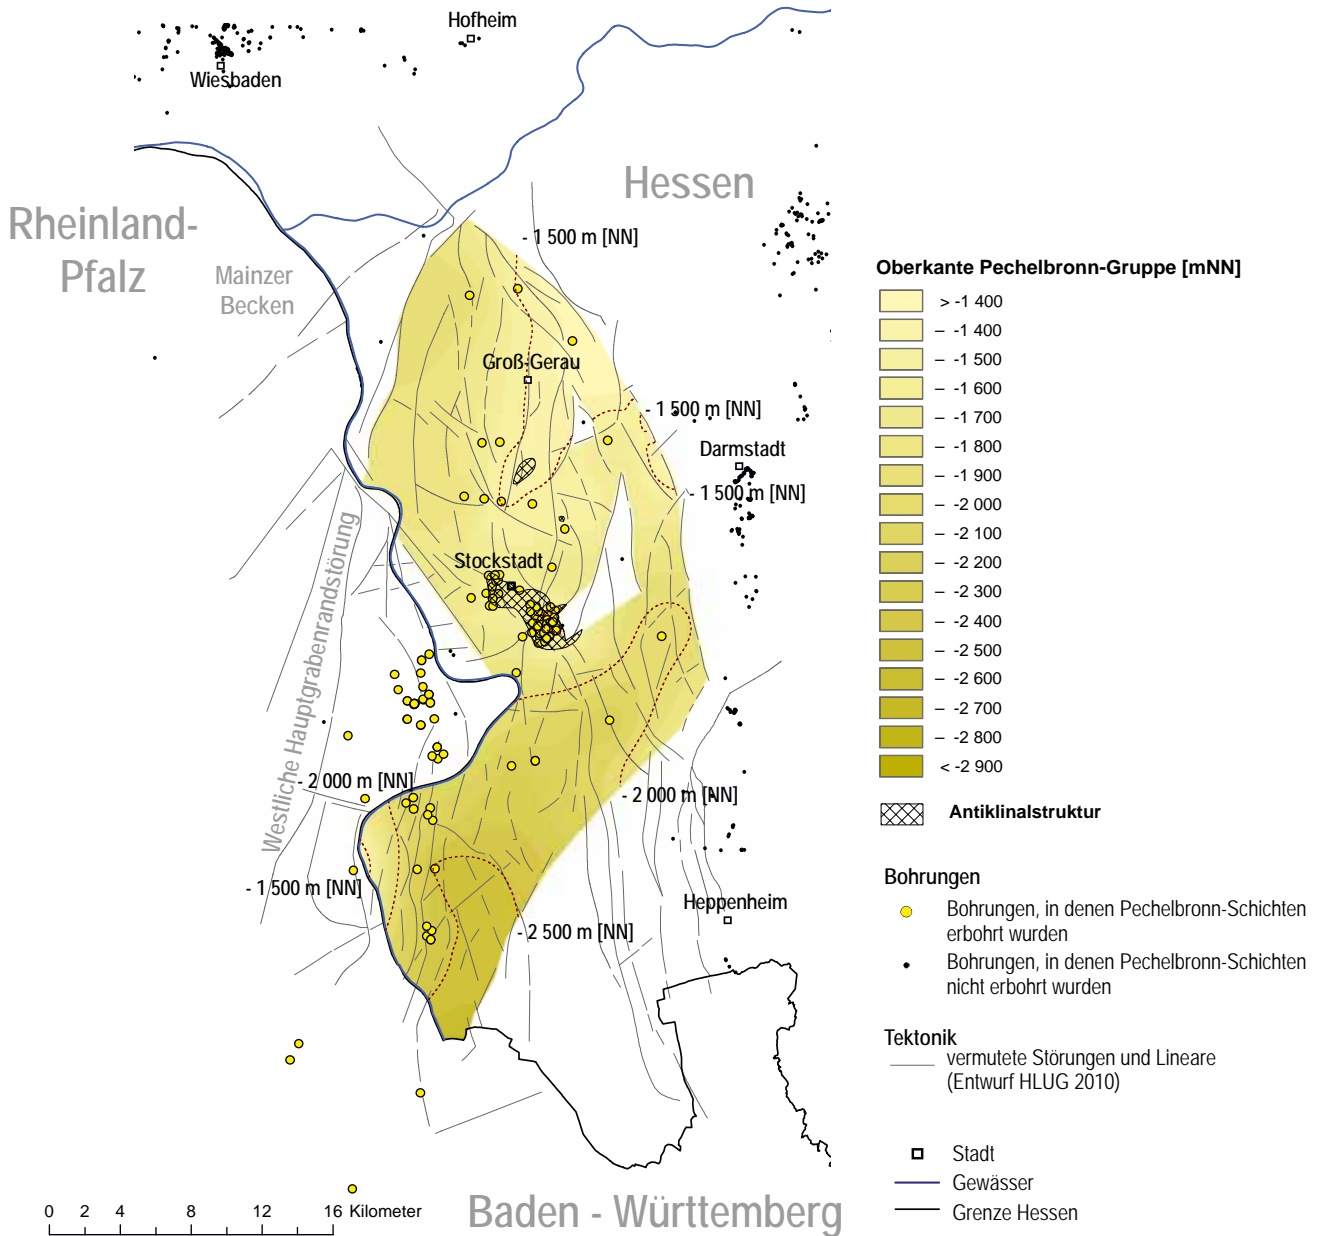 Hofheim
Wiesbaden
Hessen
Rheinland-
Pfalz
Mainzer
Becken
- 1 500 m [NN]
Groß-Gerau
- 1 500 m [NN]
Darmstadt
- 1 500 m [NN]
Stockstadt
Westliche Hauptgrabenrandstörung
- 2 000 m [NN]
- 2 000 m [NN]
- 1 500 m [NN]
Heppenheim
- 2 500 m [NN]
Baden - Württemberg
0 2 4 8 12 16 Kilometer
Oberkante Pechelbronn-Gruppe [mNN]
> -1 400
– -1 400
– -1 500
– -1 600
– -1 700
– -1 800
– -1 900
– -2 000
– -2 100
– -2 200
– -2 300
– -2 400
– -2 500
– -2 600
– -2 700
– -2 800
< -2 900
Antiklinalstruktur
Bohrungen
Bohrungen, in denen Pechelbronn-Schichten
erbohrt wurden
Bohrungen, in denen Pechelbronn-Schichten
nicht erbohrt wurden
Tektonik
vermutete Störungen und Lineare
(Entwurf HLUG 2010)
Stadt
Gewässer
Grenze Hessen